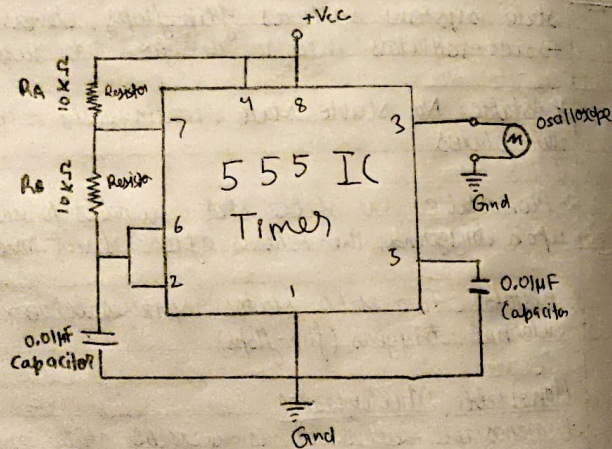 +Vcc
RA 10KΩ Resistor
4 8
7
3
Oscilloscope
M
Gnd
RB 10KΩ Resistor
555 IC
Timer
6
2
5
1
0.01μF
Capacitor
0.01μF
Capacitor
Gnd